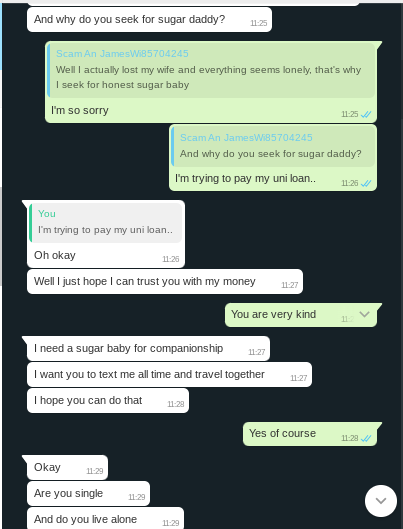 And why do you seek for sugar daddy?
11:25
Scam An JamesWi85704245
Well I actually lost my wife and everything seems lonely, that's why
I seek for honest sugar baby
I'm so sorry
11:25
Scam An JamesWi85704245
And why do you seek for sugar daddy?
I'm trying to pay my uni loan..
11:26
You
I'm trying to pay my uni loan..
Oh okay
11:26
Well I just hope I can trust you with my money
11:27
You are very kind
I need a sugar baby for companionship
11:27
I want you to text me all time and travel together
11:27
I hope you can do that
11:28
Yes of course
11:28
Okay
11:29
Are you single
11:29
And do you live alone
11:29